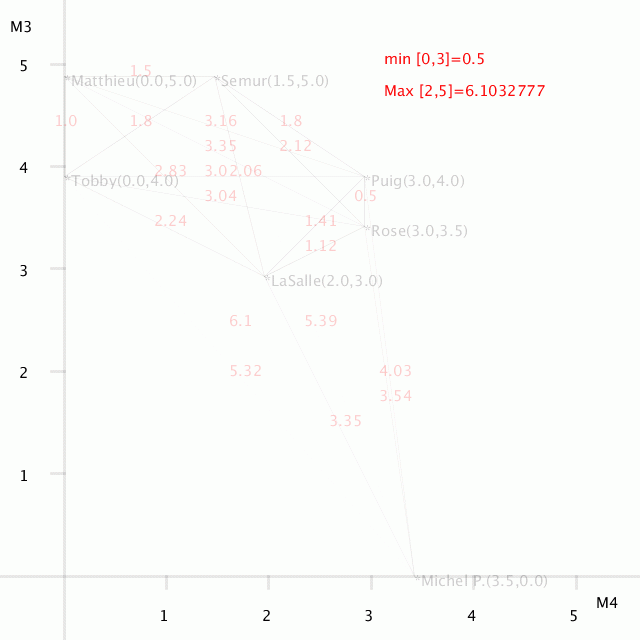 M3
min [0,3]=0.5
5
1.5
Matthieu(0.0,5.0)
Semur(1.5,5.0)
Max [2,5]=6.1032777
1.0
1.8
3.16
1.8
3.35
2.12
4
2.83
3.0
2.06
Tobby(0.0,4.0)
Puig(3.0,4.0)
3.04
0.5
2.24
1.41
Rose(3.0,3.5)
1.12
3
LaSalle(2.0,3.0)
6.1
5.39
2
5.32
4.03
3.54
3.35
1
Michel P.(3.5,0.0)
M4
1
2
3
4
5